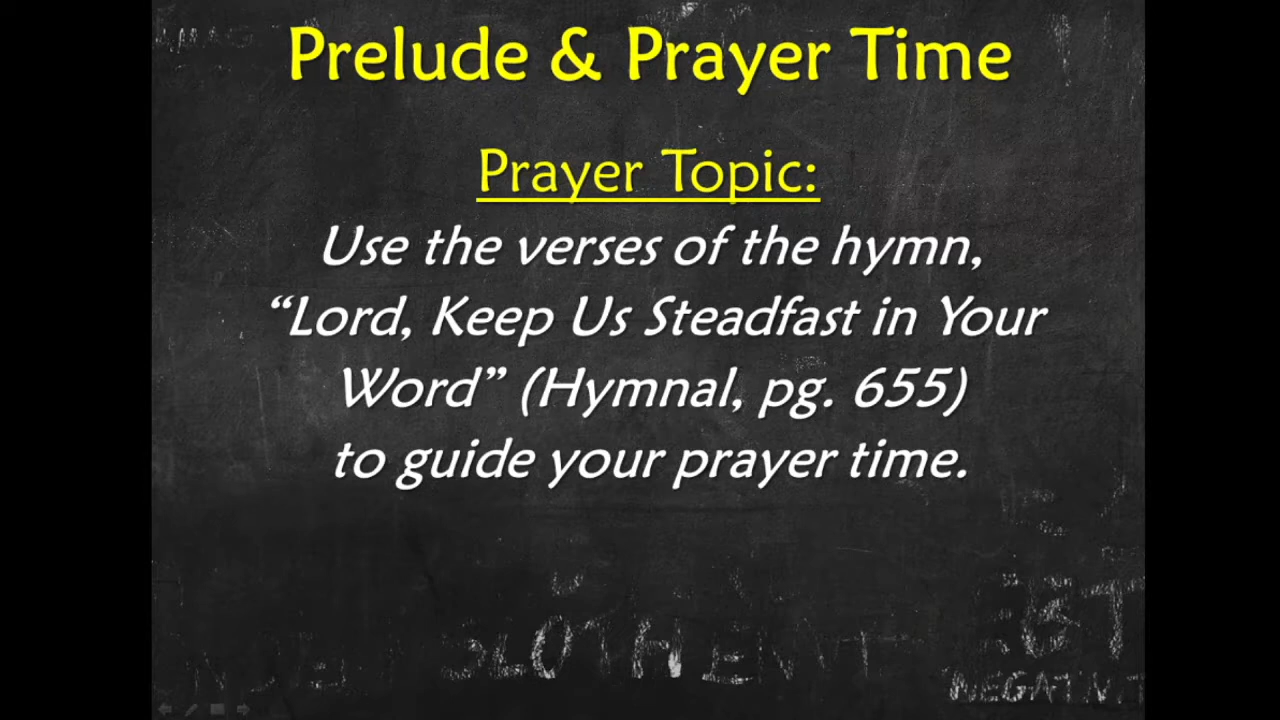 Prelude & Prayer Time
Prayer Topic:
Use the verses of the hymn,
“Lord, Keep Us Steadfast in Your
Word” (Hymnal, pg. 655)
to guide your prayer time.
NEGATIV